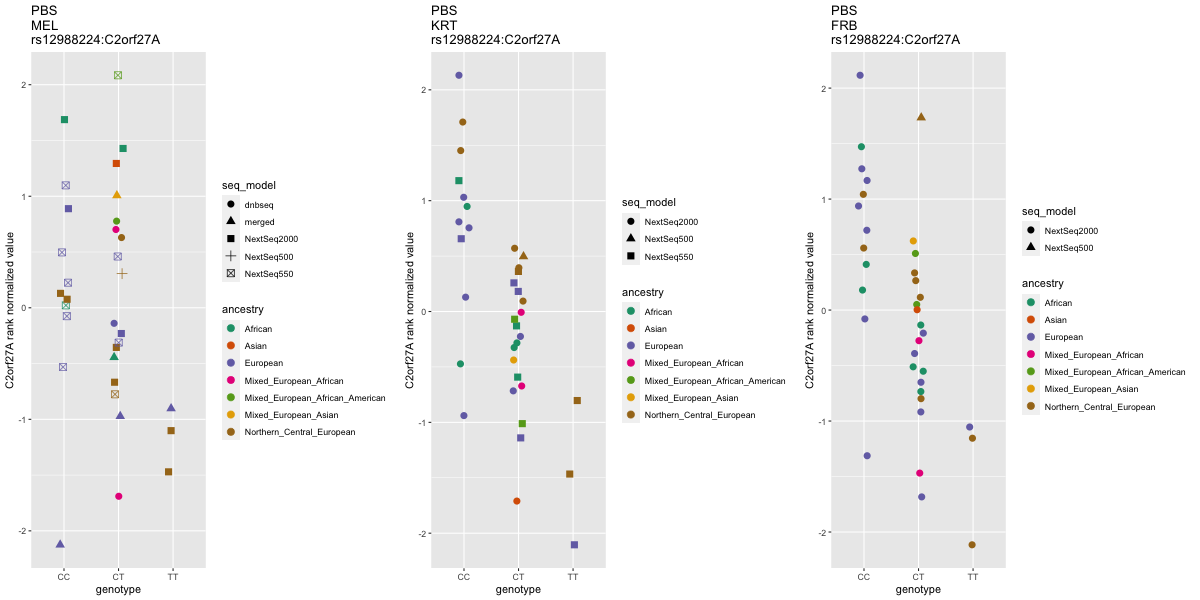 PBS
MEL
rs12988224:C2orf27A
C2orf27A rank normalized value
2
1
0
-1
-2
CC
CT
TT
genotype
seq_model
dnbseq
merged
NextSeq2000
NextSeq500
NextSeq550
ancestry
African
Asian
European
Mixed_European_African
Mixed_European_African_American
Mixed_European_Asian
Northern_Central_European
PBS
KRT
rs12988224:C2orf27A
C2orf27A rank normalized value
2
1
0
-1
-2
CC
CT
TT
genotype
seq_model
NextSeq2000
NextSeq500
NextSeq550
ancestry
African
Asian
European
Mixed_European_African
Mixed_European_African_American
Mixed_European_Asian
Northern_Central_European
PBS
FRB
rs12988224:C2orf27A
C2orf27A rank normalized value
2
1
0
-1
-2
CC
CT
TT
genotype
seq_model
NextSeq2000
NextSeq500
ancestry
African
Asian
European
Mixed_European_African
Mixed_European_African_American
Mixed_European_Asian
Northern_Central_European